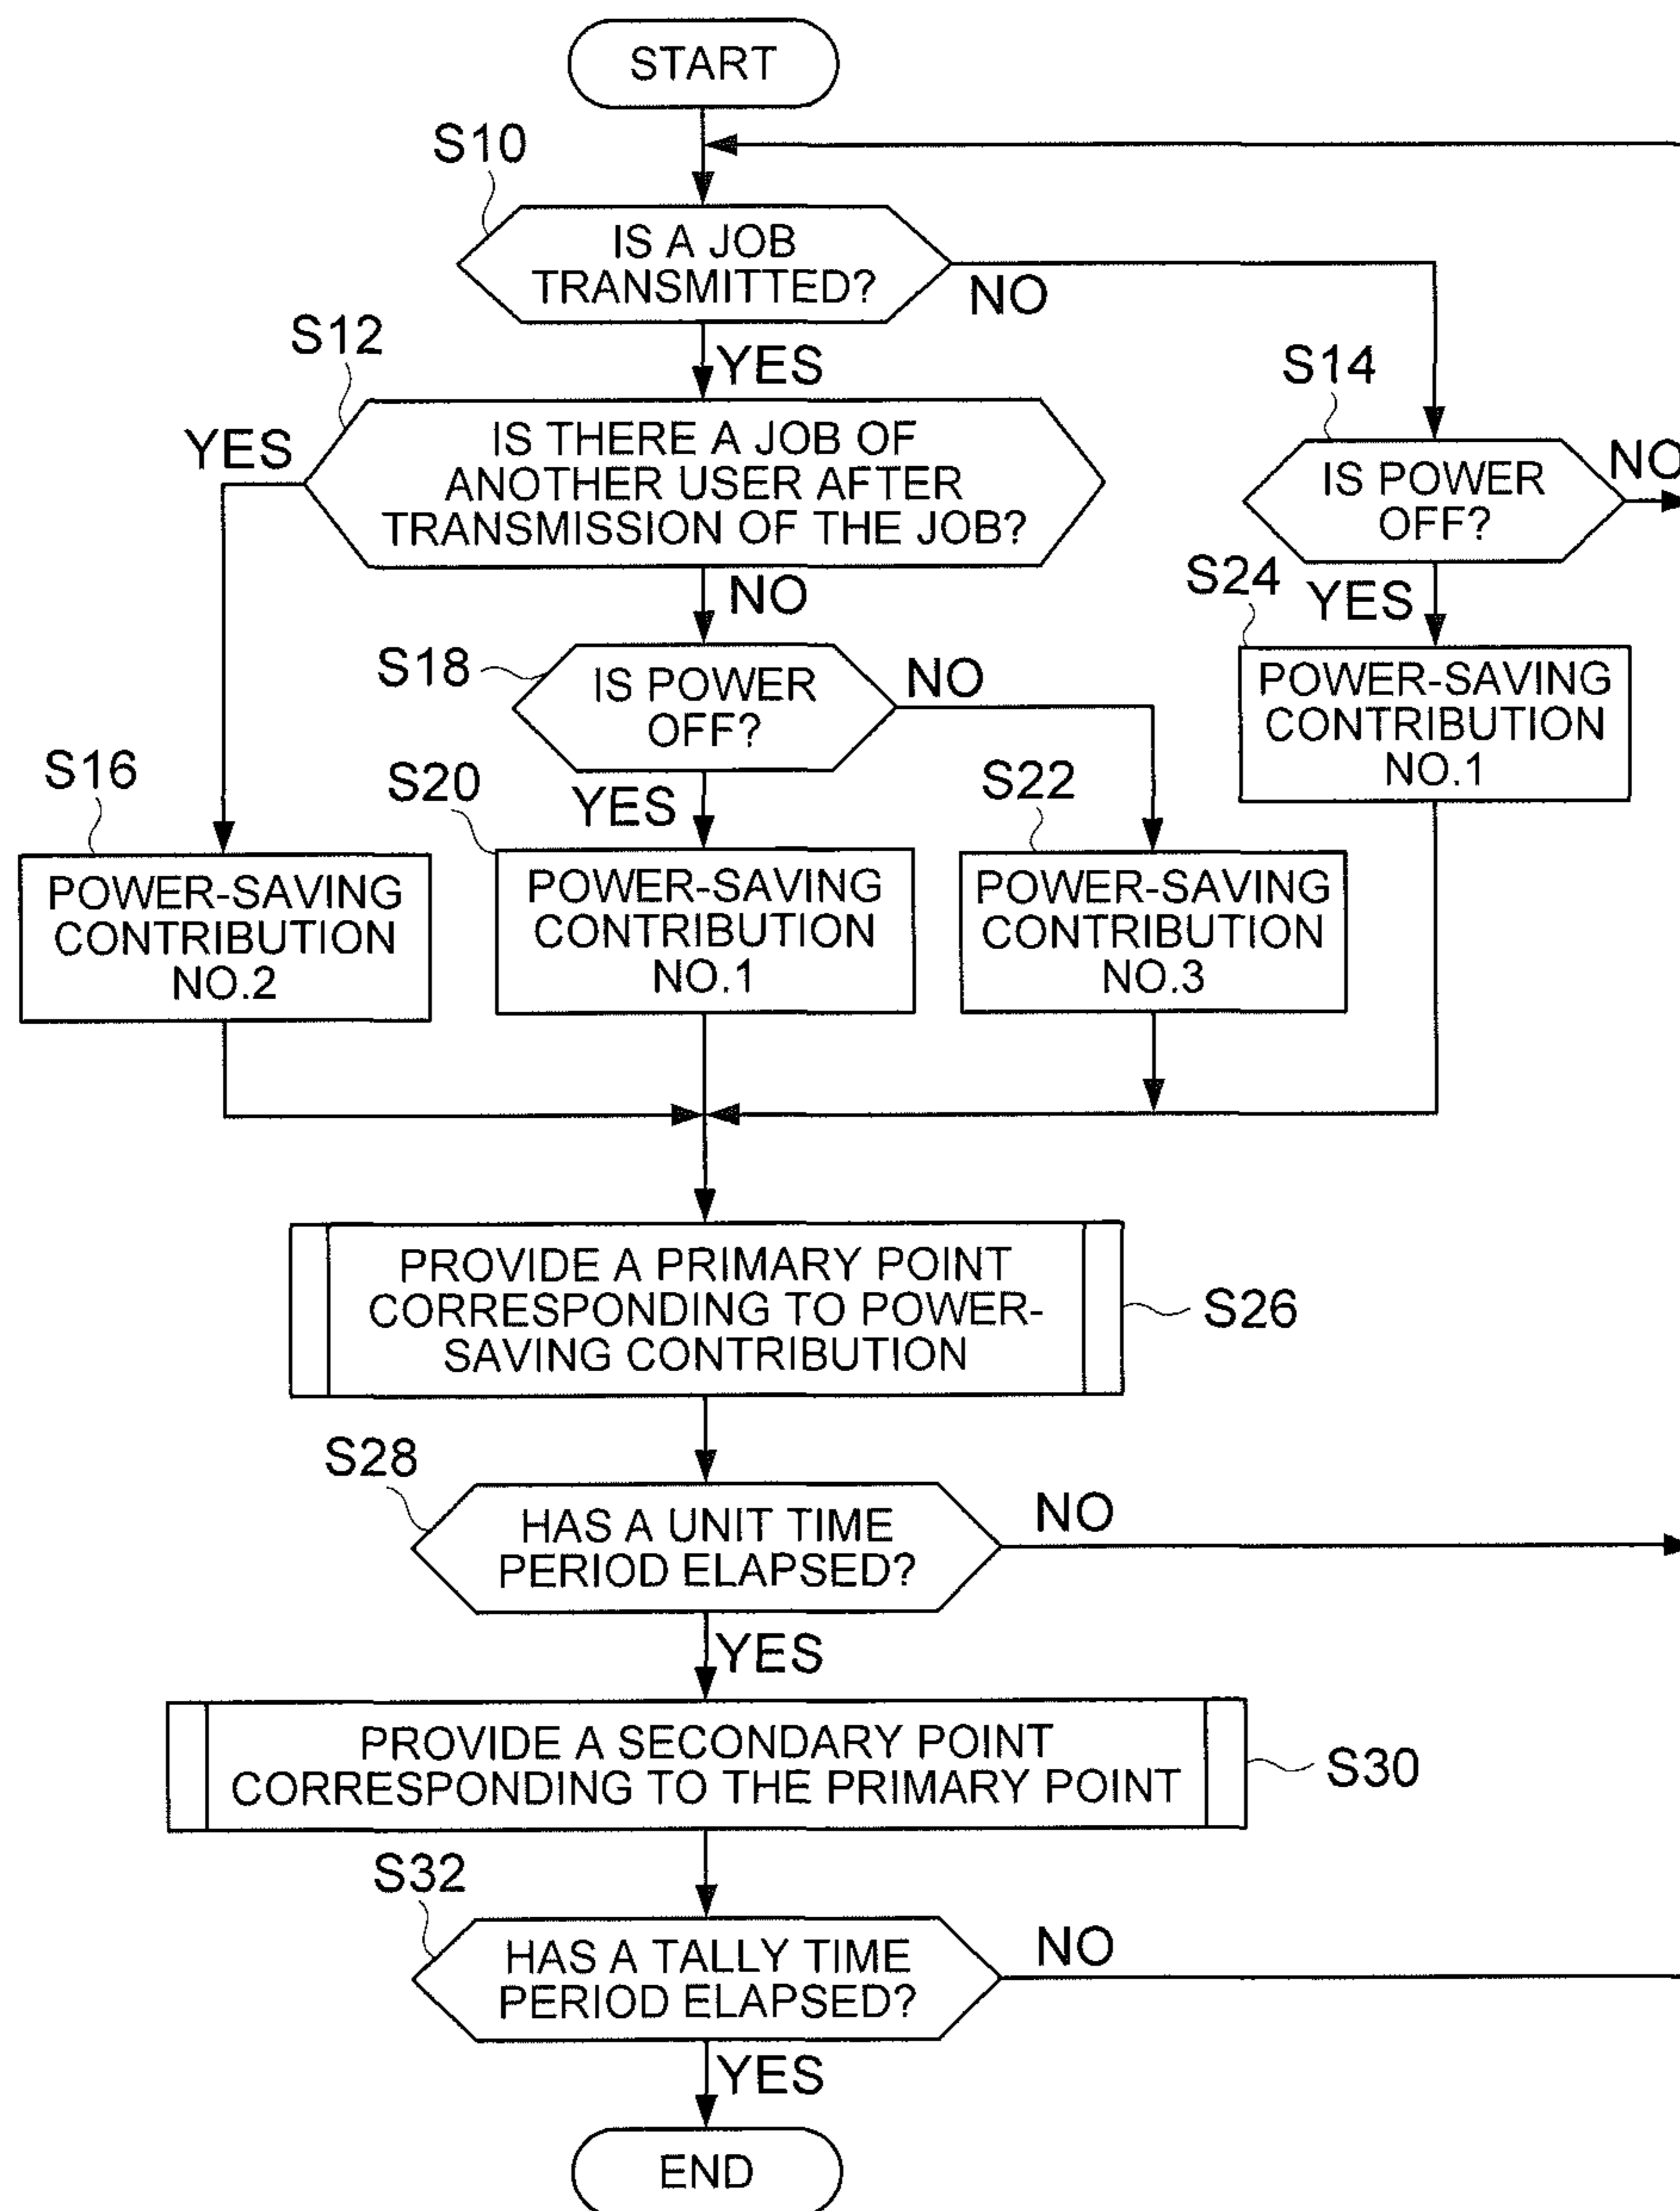 START
S10
IS A JOB
TRANSMITTED?
NO
YES
S12
YES
IS THERE A JOB OF
ANOTHER USER AFTER
TRANSMISSION OF THE JOB?
NO
S14
IS POWER
OFF?
NO
YES
S24
POWER-SAVING
CONTRIBUTION
NO.1
S18
IS POWER
OFF?
NO
YES
S16
POWER-SAVING
CONTRIBUTION
NO.2
S20
POWER-SAVING
CONTRIBUTION
NO.1
S22
POWER-SAVING
CONTRIBUTION
NO.3
PROVIDE A PRIMARY POINT
CORRESPONDING TO POWER-
SAVING CONTRIBUTION
S26
S28
HAS A UNIT TIME
PERIOD ELAPSED?
NO
YES
PROVIDE A SECONDARY POINT
CORRESPONDING TO THE PRIMARY POINT
S30
S32
HAS A TALLY TIME
PERIOD ELAPSED?
NO
YES
END